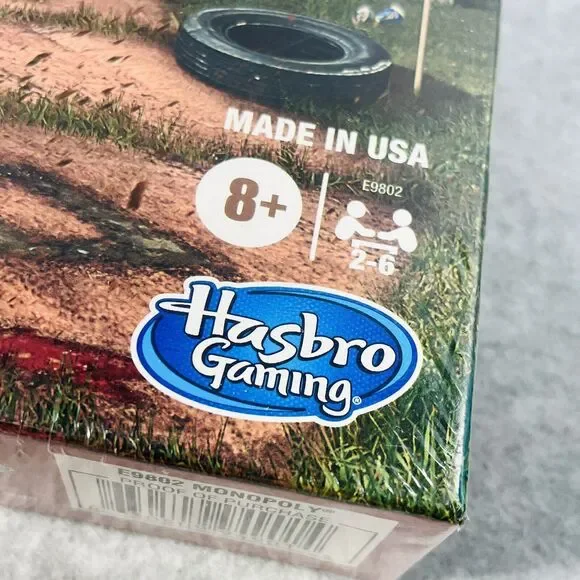 MADE IN USA
8+
E9802
2-6
Hasbro
Gaming®
E9802 MONOPOLY®
PROOF OF PURCHASE